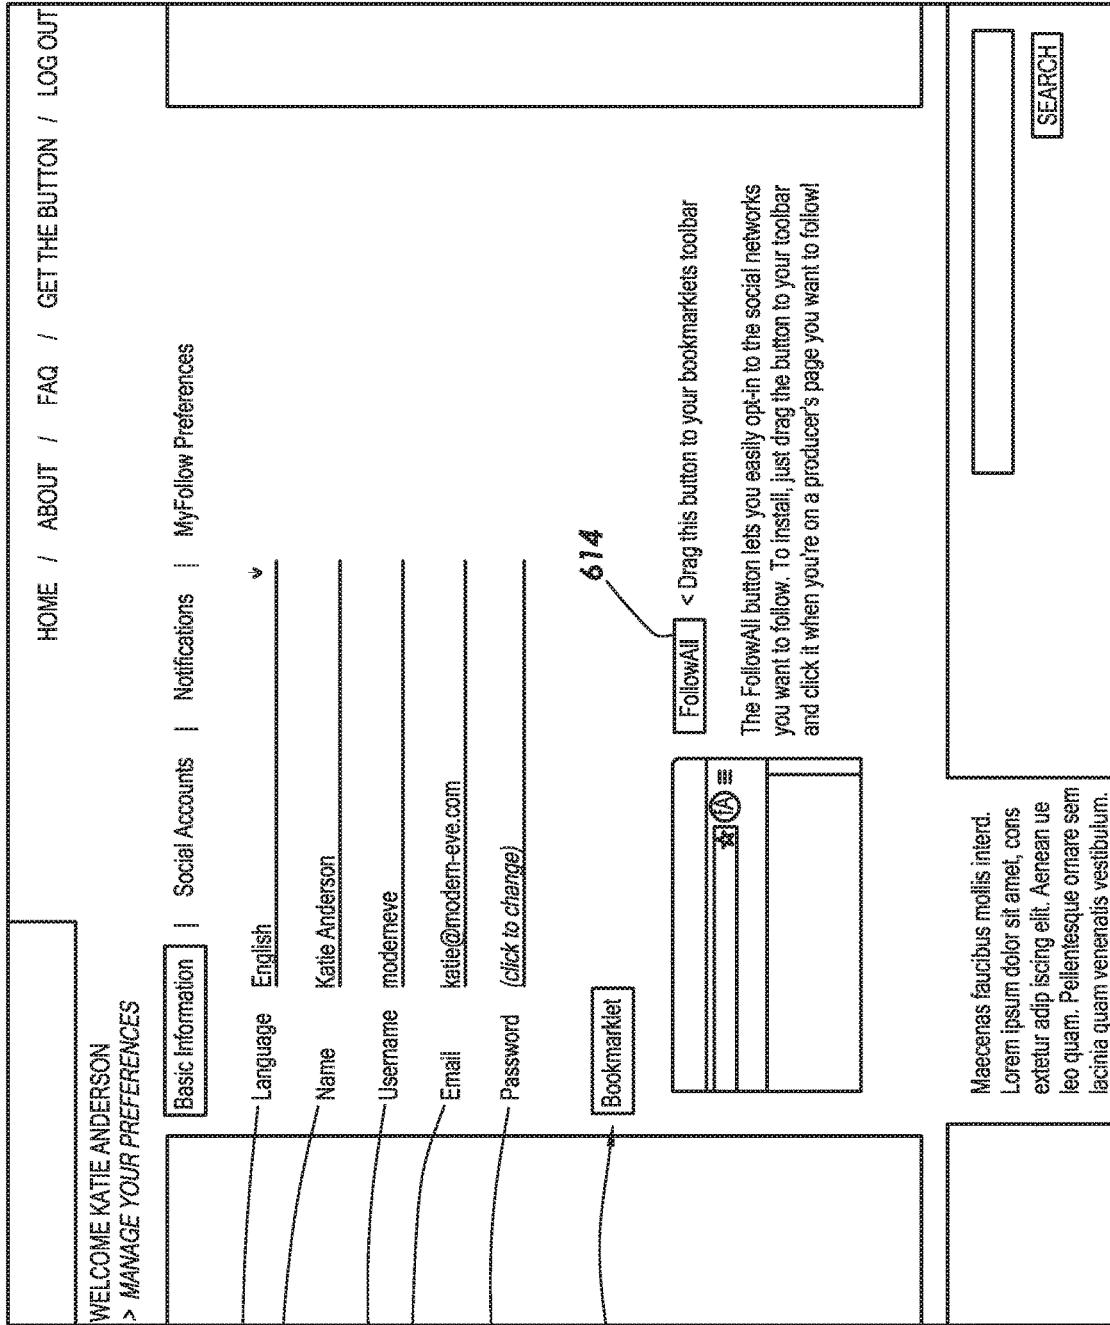 HOME / ABOUT / FAQ / GET THE BUTTON / LOG OUT
WELCOME KATIE ANDERSON
> MANAGE YOUR PREFERENCES
Basic Information | Social Accounts | Notifications | MyFollow Preferences
Language English
Name Katie Anderson
Username moderneve
Email katie@modern-eve.com
Password (click to change)
Bookmarklet
614
FollowAll < Drag this button to your bookmarklets toolbar
fA
The FollowAll button lets you easily opt-in to the social networks
you want to follow. To install, just drag the button to your toolbar
and click it when you're on a producer's page you want to follow!
Maecenas faucibus mollis interd.
Lorem ipsum dolor sit amet, cons
extetur adip iscing elit. Aenean ue
leo quam. Pellentesque ornare sem
lacinia quam venenatis vestibulum.
SEARCH